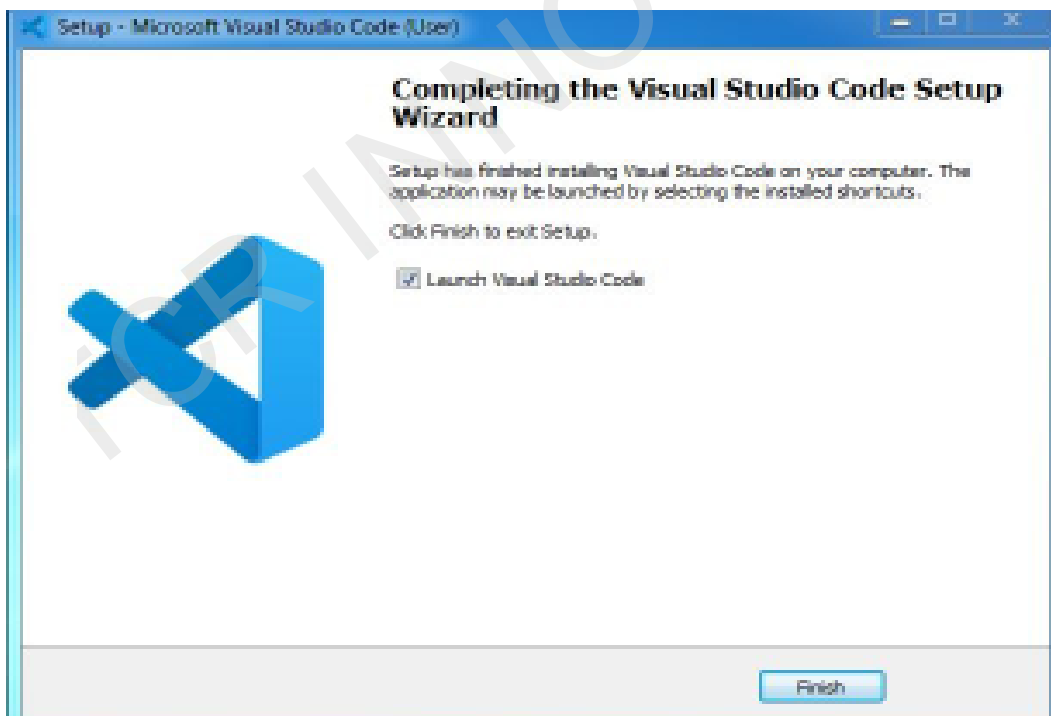 Setup - Microsoft Visual Studio Code (User)
Completing the Visual Studio Code Setup
Wizard
Setup has finished installing Visual Studio Code on your computer. The
application may be launched by selecting the installed shortcuts.
Click Finish to exit Setup.
Launch Visual Studio Code
Finish